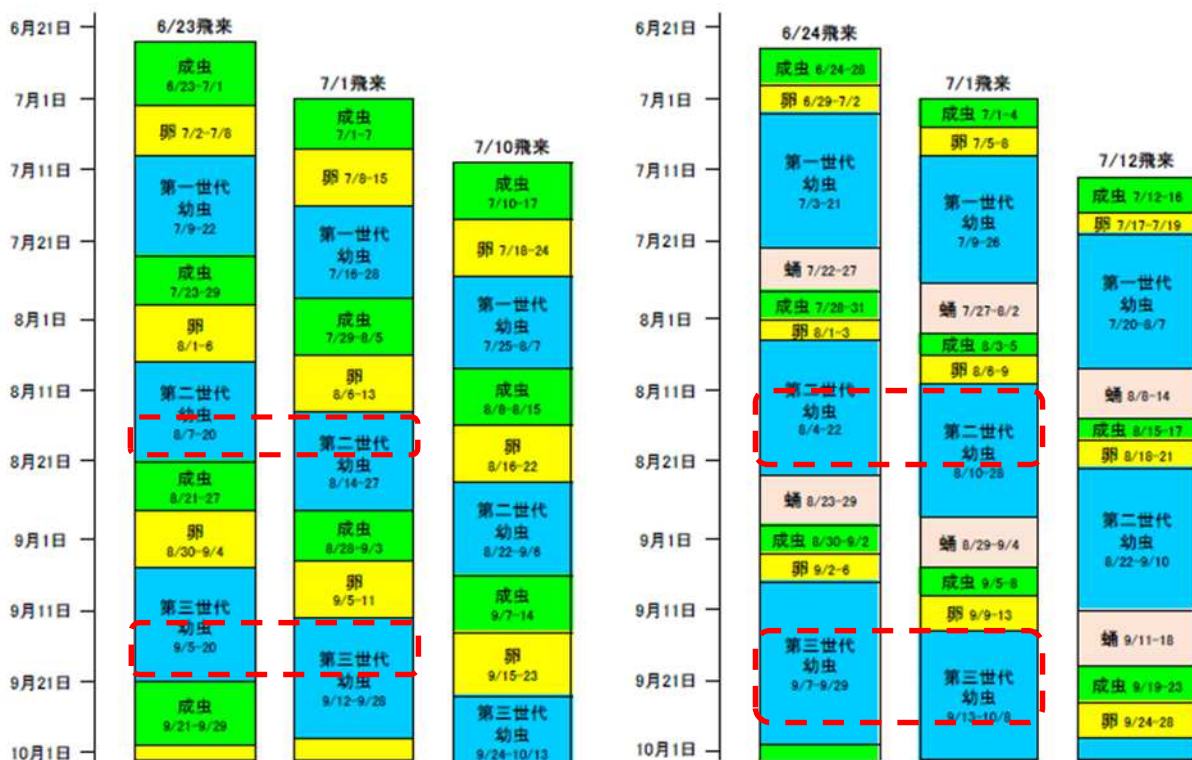 6月21日
7月1日
7月11日
7月21日
8月1日
8月11日
8月21日
9月1日
9月11日
9月21日
10月1日
6/23飛来
成虫
6/23-7/1
卵 7/2-7/8
第一世代
幼虫
7/9-22
成虫
7/23-29
卵
8/1-6
第二世代
幼虫
8/7-20
成虫
8/21-27
卵
8/30-9/4
第三世代
幼虫
9/5-20
成虫
9/21-9/29
7/1飛来
成虫
7/1-7
卵 7/8-15
第一世代
幼虫
7/16-28
成虫
7/29-8/5
卵
8/6-13
第二世代
幼虫
8/14-27
成虫
8/28-9/3
卵
9/5-11
第三世代
幼虫
9/12-9/28
7/10飛来
成虫
7/10-17
卵 7/18-24
第一世代
幼虫
7/25-8/7
成虫
8/8-8/15
卵
8/16-22
第二世代
幼虫
8/22-9/6
成虫
9/7-14
卵
9/15-23
第三世代
幼虫
9/24-10/13
6月21日
7月1日
7月11日
7月21日
8月1日
8月11日
8月21日
9月1日
9月11日
9月21日
10月1日
6/24飛来
成虫 6/24-28
卵 6/29-7/2
第一世代
幼虫
7/3-21
蛹 7/22-27
成虫 7/28-31
卵 8/1-3
第二世代
幼虫
8/4-22
蛹 8/23-29
成虫 8/30-9/2
卵 9/2-6
第三世代
幼虫
9/7-9/29
7/1飛来
成虫 7/1-4
卵 7/5-8
第一世代
幼虫
7/9-26
蛹 7/27-8/2
成虫 8/3-5
卵 8/6-9
第二世代
幼虫
8/10-28
蛹 8/29-9/4
成虫 9/5-8
卵 9/9-13
第三世代
幼虫
9/13-10/8
7/12飛来
成虫 7/12-16
卵 7/17-7/19
第一世代
幼虫
7/20-8/7
蛹 8/8-14
成虫 8/15-17
卵 8/18-21
第二世代
幼虫
8/22-9/10
蛹 9/11-18
成虫 9/19-23
卵 9/24-28